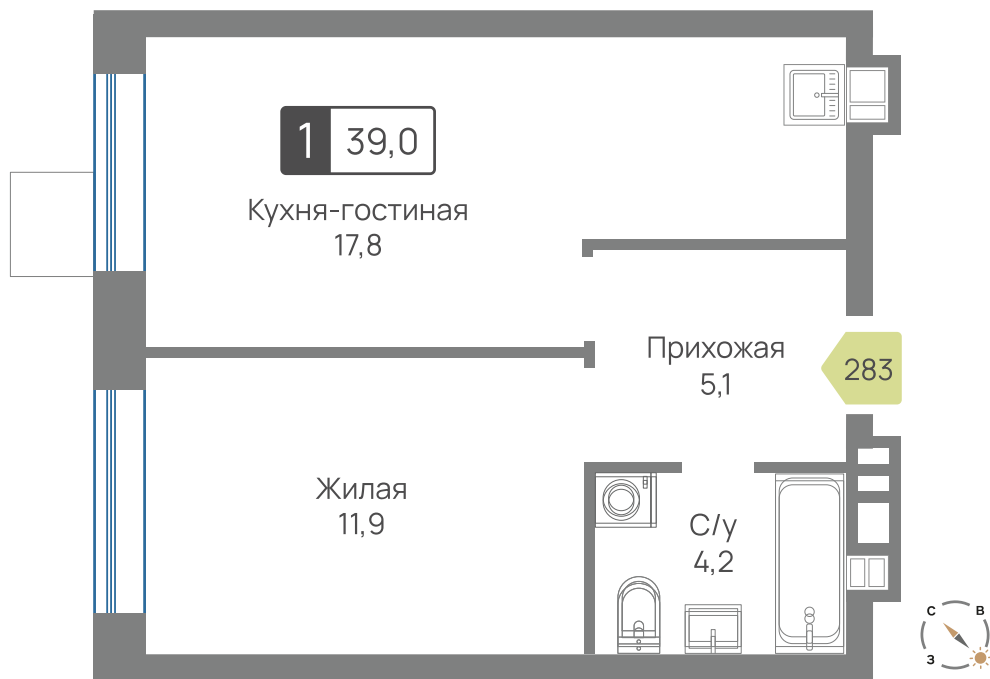 1 39,0
Кухня-гостиная
17,8
Прихожая
5,1
283
Жилая
11,9
С/у
4,2
С В
З